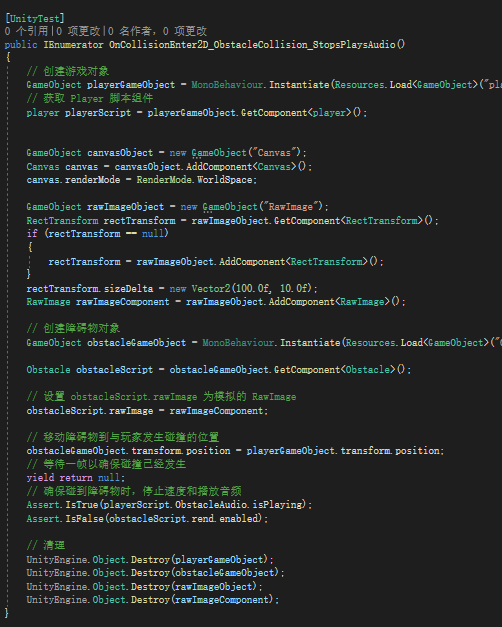 [UnityTest]
0 个引用|0 项更改|0 名作者，0 项更改
public IEnumerator OnCollisionEnter2D_ObstacleCollision_StopsPlaysAudio()
{
// 创建游戏对象
GameObject playerGameObject = MonoBehaviour.Instantiate(Resources.Load<GameObject>("pla
// 获取 Player 脚本组件
player playerScript = playerGameObject.GetComponent<player>();
GameObject canvasObject = new GameObject("Canvas");
Canvas canvas = canvasObject.AddComponent<Canvas>();
canvas.renderMode = RenderMode.WorldSpace;
GameObject rawImageObject = new GameObject("RawImage");
RectTransform rectTransform = rawImageObject.GetComponent<RectTransform>();
if (rectTransform == null)
{
rectTransform = rawImageObject.AddComponent<RectTransform>();
}
rectTransform.sizeDelta = new Vector2(100.0f, 10.0f);
RawImage rawImageComponent = rawImageObject.AddComponent<RawImage>();
// 创建障碍物对象
GameObject obstacleGameObject = MonoBehaviour.Instantiate(Resources.Load<GameObject>("
Obstacle obstacleScript = obstacleGameObject.GetComponent<Obstacle>();
// 设置 obstacleScript.rawImage 为模拟的 RawImage
obstacleScript.rawImage = rawImageComponent;
// 移动障碍物到与玩家发生碰撞的位置
obstacleGameObject.transform.position = playerGameObject.transform.position;
// 等待一帧以确保碰撞已经发生
yield return null;
// 确保碰到障碍物时，停止速度和播放音频
Assert.IsTrue(playerScript.ObstacleAudio.isPlaying);
Assert.IsFalse(obstacleScript.rend.enabled);
// 清理
UnityEngine.Object.Destroy(playerGameObject);
UnityEngine.Object.Destroy(obstacleGameObject);
UnityEngine.Object.Destroy(rawImageObject);
UnityEngine.Object.Destroy(rawImageComponent);
}